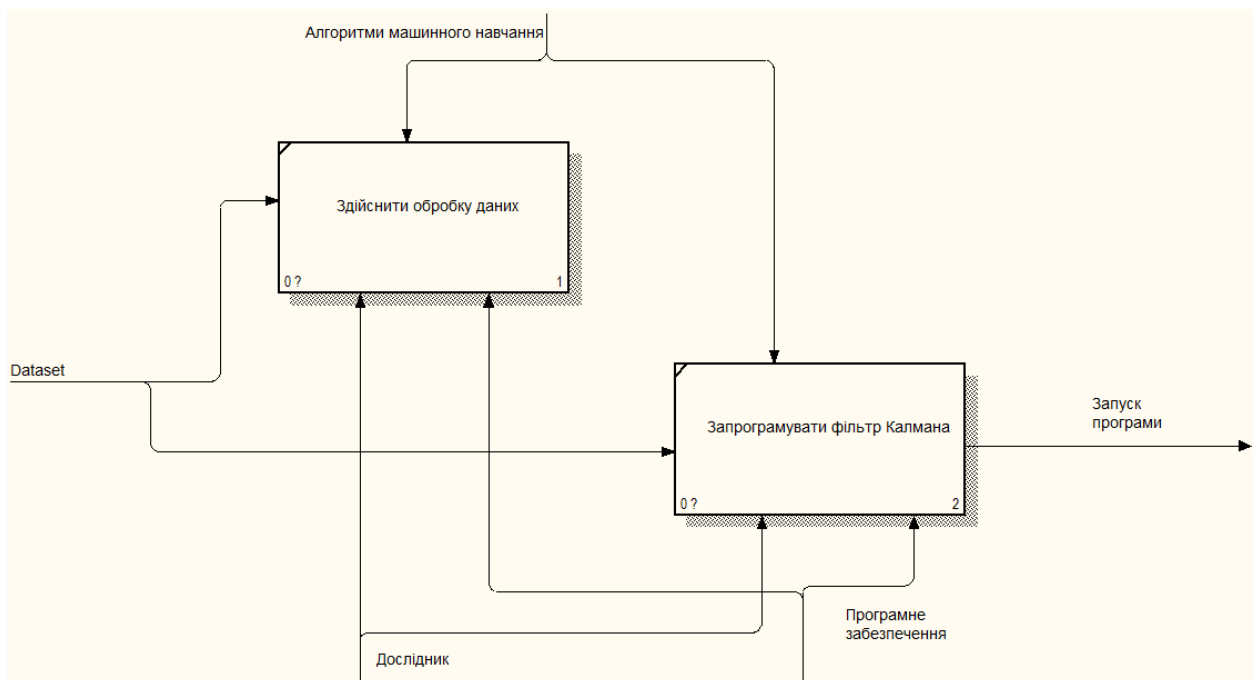 Алгоритми машинного навчання
Здійснити обробку даних
0 ?
1
Dataset
Запрограмувати фільтр Калмана
0 ?
2
Запуск
програми
Програмне
забезпечення
Дослідник